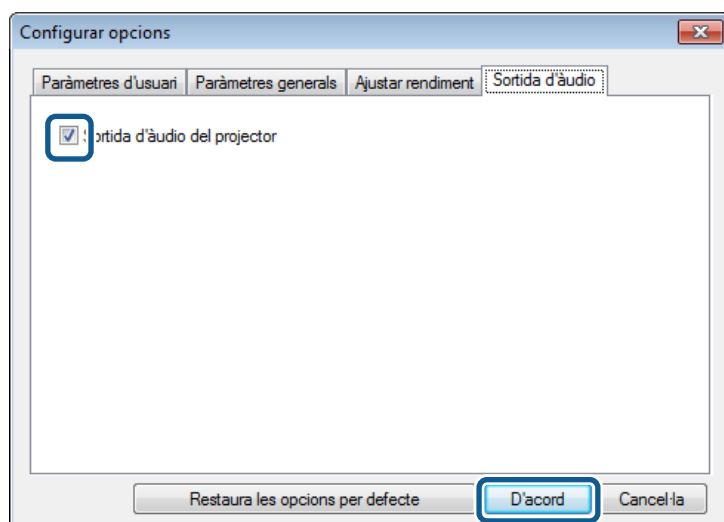 Configurar opcions
Paràmetres d'usuari Paràmetres generals Ajustar rendiment Sortida d'àudio
Sortida d'àudio del projector
Restaura les opcions per defecte D'acord Cancel·la